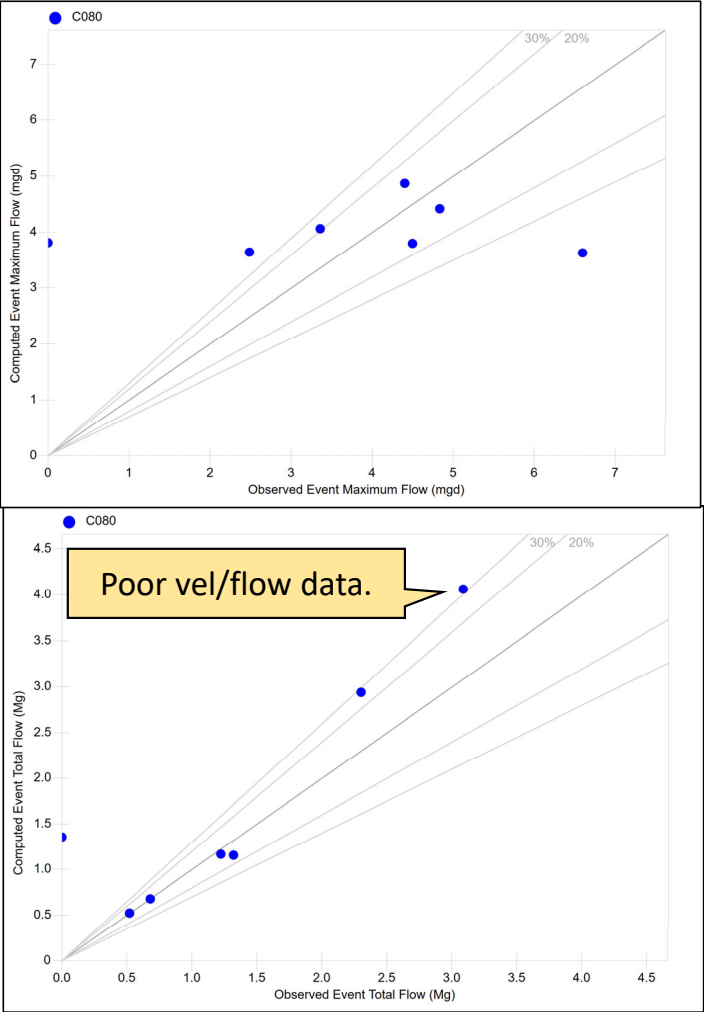 C080
30% 20%
7
6
5
4
3
2
1
0
Computed Event Maximum Flow (mgd)
0 1 2 3 4 5 6 7
Observed Event Maximum Flow (mgd)
C080
30% 20%
Poor vel/flow data.
4.5
4.0
3.5
3.0
2.5
2.0
1.5
1.0
0.5
0
Computed Event Total Flow (Mg)
0.0 0.5 1.0 1.5 2.0 2.5 3.0 3.5 4.0 4.5
Observed Event Total Flow (Mg)